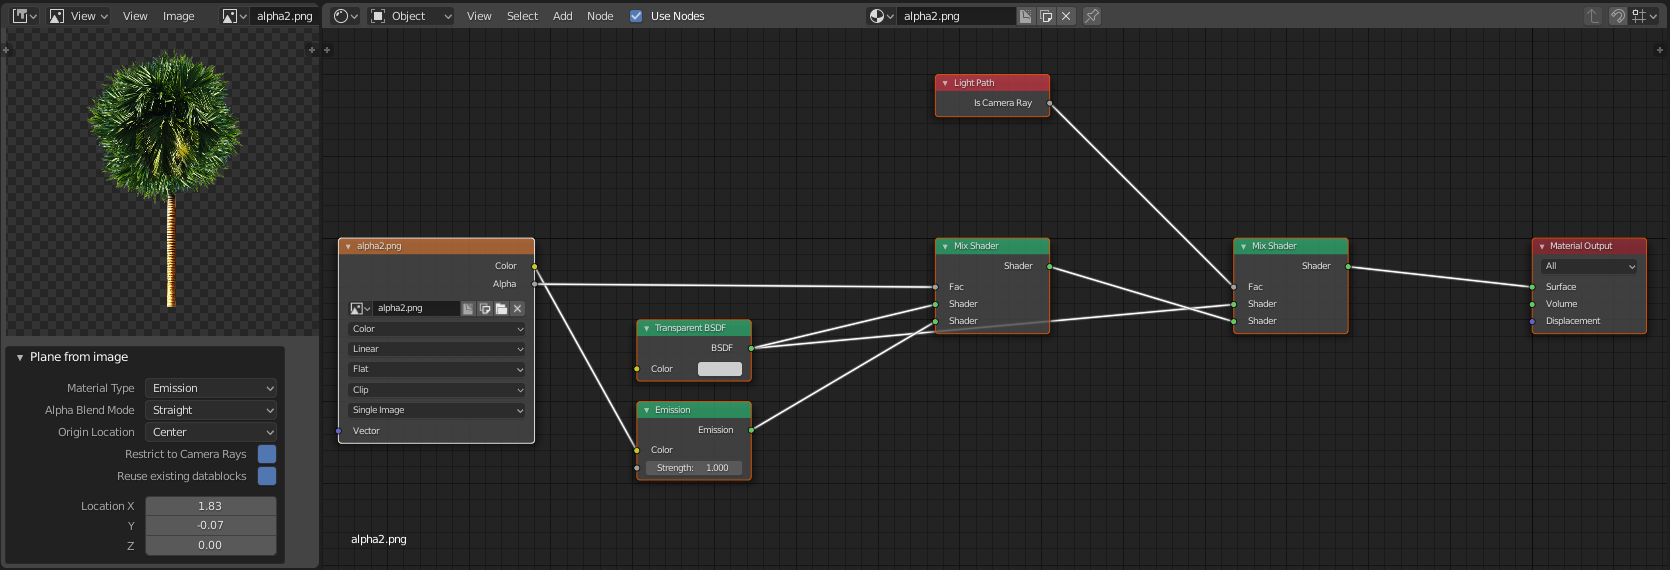 View
View
Image
alpha2.png
Object
View
Select
Add
Node
Use Nodes
alpha2.png
Plane from image
Material Type
Emission
Alpha Blend Mode
Straight
Origin Location
Center
Restrict to Camera Rays
Reuse existing datablocks
Location X
1.83
Y
-0.07
Z
0.00
alpha2.png
Color
Alpha
alpha2.png
Color
Linear
Flat
Clip
Single Image
Vector
Transparent BSDF
BSDF
Color
Emission
Emission
Color
Strength: 1.000
Light Path
Is Camera Ray
Mix Shader
Shader
Fac
Shader
Shader
Mix Shader
Shader
Fac
Shader
Shader
Material Output
All
Surface
Volume
Displacement
alpha2.png